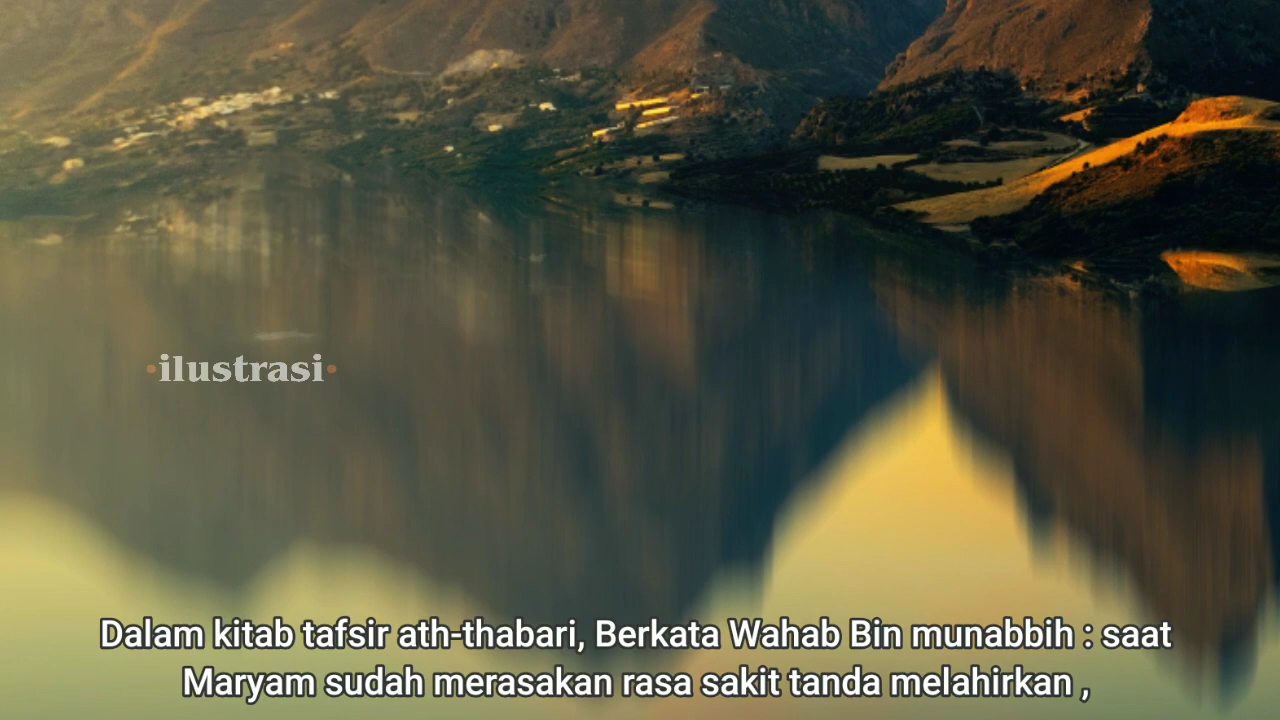 •ilustrasi•
Dalam kitab tafsir ath-thabari, Berkata Wahab Bin munabbih : saat
Maryam sudah merasakan rasa sakit tanda melahirkan ,